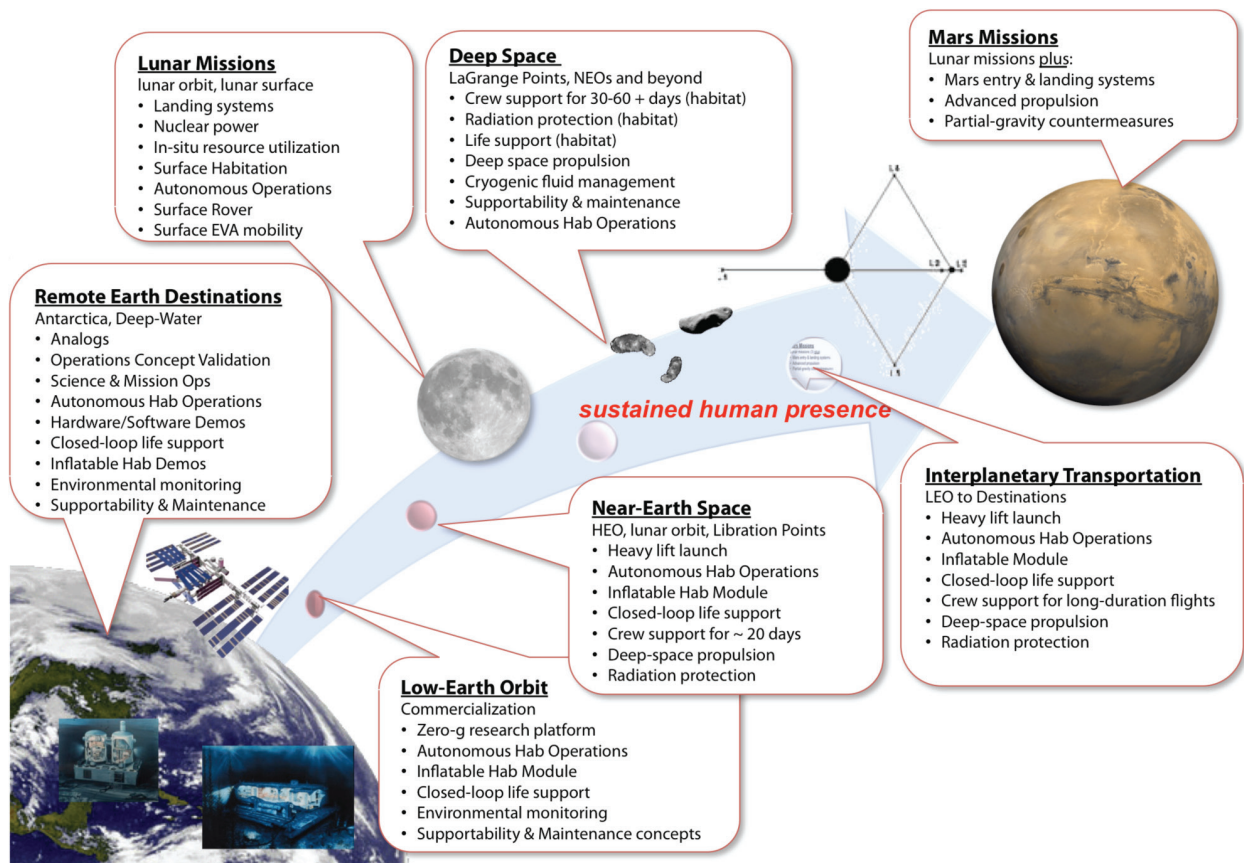 Lunar Missions
lunar orbit, lunar surface
• Landing systems
• Nuclear power
• In-situ resource utilization
• Surface Habitation
• Autonomous Operations
• Surface Rover
• Surface EVA mobility
Deep Space
LaGrange Points, NEOs and beyond
• Crew support for 30-60 + days (habitat)
• Radiation protection (habitat)
• Life support (habitat)
• Deep space propulsion
• Cryogenic fluid management
• Supportability & maintenance
• Autonomous Hab Operations
Mars Missions
Lunar missions plus:
• Mars entry & landing systems
• Advanced propulsion
• Partial-gravity countermeasures
Remote Earth Destinations
Antarctica, Deep-Water
• Analogs
• Operations Concept Validation
• Science & Mission Ops
• Autonomous Hab Operations
• Hardware/Software Demos
• Closed-loop life support
• Inflatable Hab Demos
• Environmental monitoring
• Supportability & Maintenance
sustained human presence
Near-Earth Space
HEO, lunar orbit, Libration Points
• Heavy lift launch
• Autonomous Hab Operations
• Inflatable Hab Module
• Closed-loop life support
• Crew support for ~ 20 days
• Deep-space propulsion
• Radiation protection
Interplanetary Transportation
LEO to Destinations
• Heavy lift launch
• Autonomous Hab Operations
• Inflatable Module
• Closed-loop life support
• Crew support for long-duration flights
• Deep-space propulsion
• Radiation protection
Low-Earth Orbit
Commercialization
• Zero-g research platform
• Autonomous Hab Operations
• Inflatable Hab Module
• Closed-loop life support
• Environmental monitoring
• Supportability & Maintenance concepts